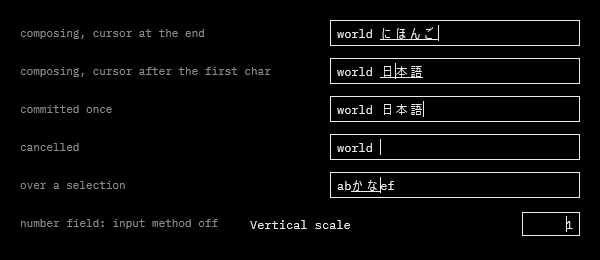 composing, cursor at the end world にほんご
composing, cursor after the first char world 日本語
committed once world 日本語
cancelled world
over a selection abかなef
number field: input method off Vertical scale 1